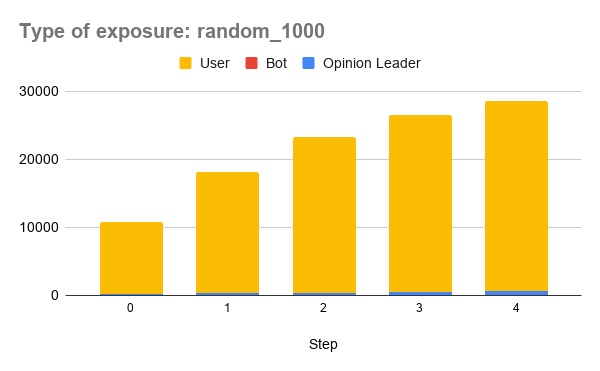 Type of exposure: random_1000
User Bot Opinion Leader
30000
20000
10000
0
0 1 2 3 4
Step